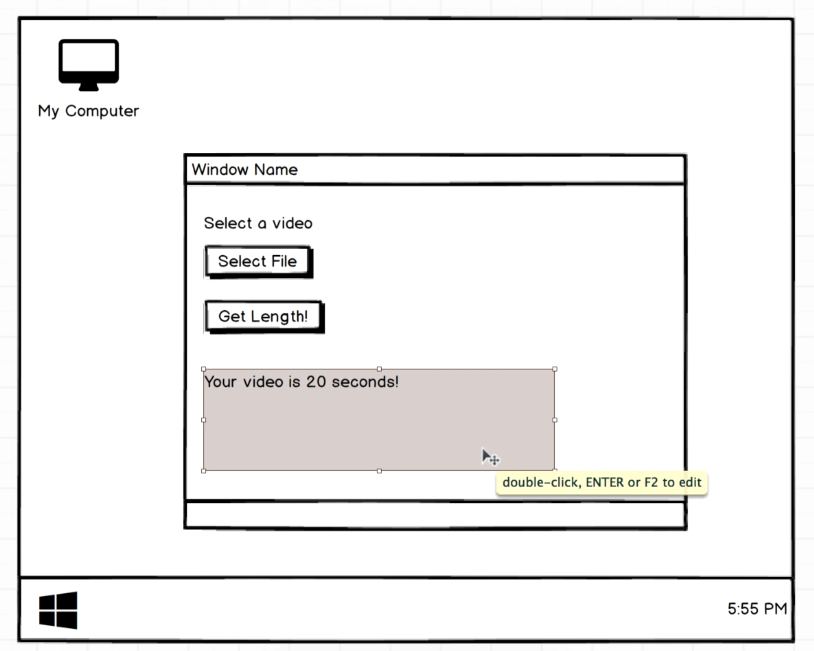 My Computer
Window Name
Select a video
Select File
Get Length!
Your video is 20 seconds!
double-click, ENTER or F2 to edit
5:55 PM